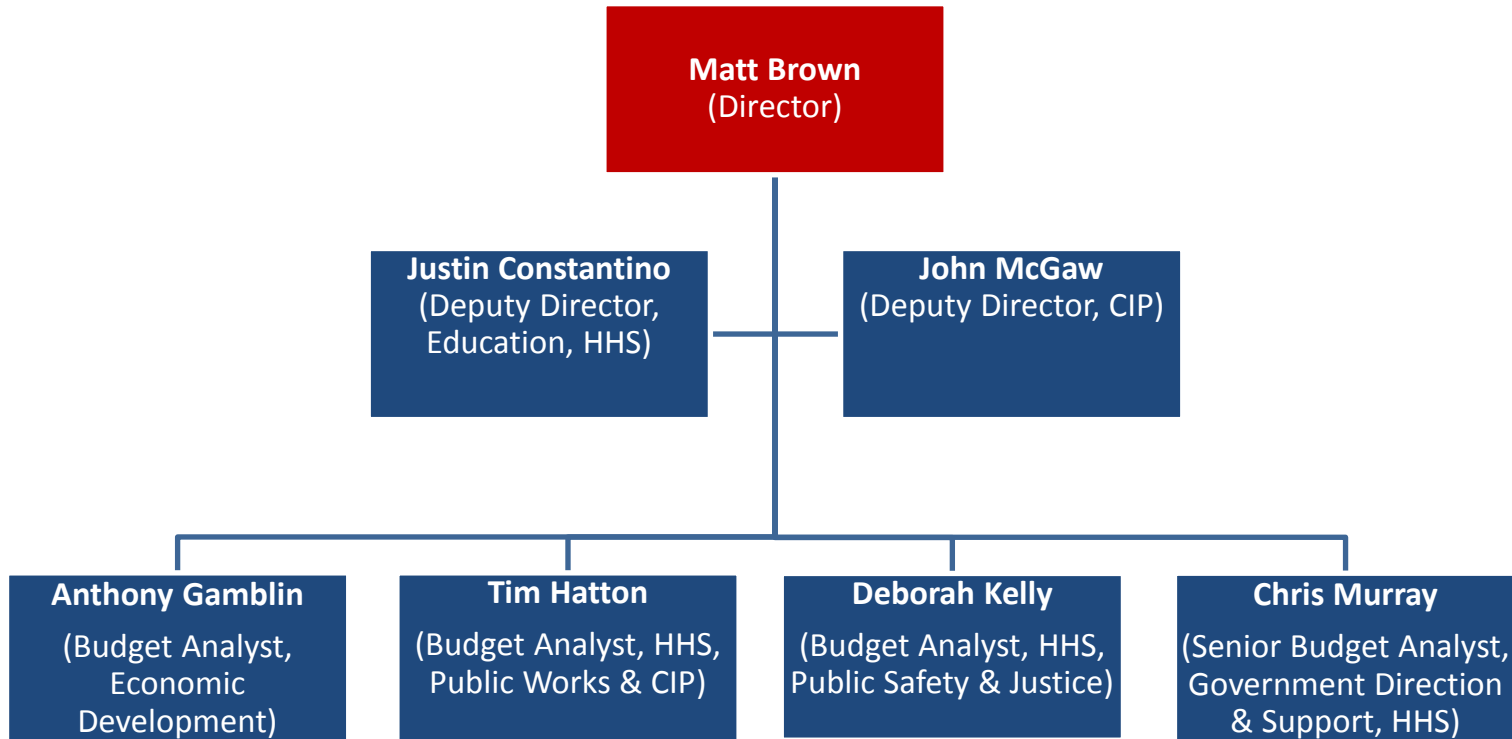 Matt Brown
(Director)
Justin Constantino
(Deputy Director,
Education, HHS)
John McGaw
(Deputy Director, CIP)
Anthony Gamblin
(Budget Analyst,
Economic
Development)
Tim Hatton
(Budget Analyst, HHS,
Public Works & CIP)
Deborah Kelly
(Budget Analyst, HHS,
Public Safety & Justice)
Chris Murray
(Senior Budget Analyst,
Government Direction
& Support, HHS)